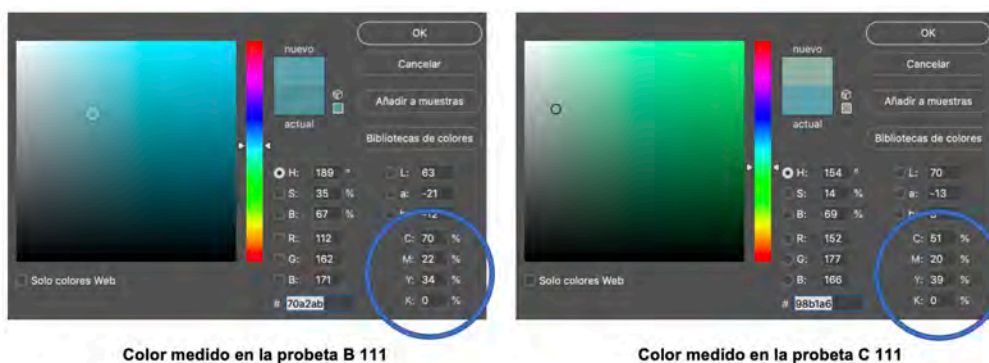 OK
nuevo
Cancelar
Añadir a muestras
actual
Bibliotecas de colores
H: 189 °
L: 63
S: 35 %
a: -21
B: 67 %
-12
R: 112
C: 70 %
G: 162
M: 22 %
B: 171
Y: 34 %
Solo colores Web
# 70a2ab
K: 0 %
Color medido en la probeta B 111
OK
nuevo
Cancelar
Añadir a muestras
actual
Bibliotecas de colores
H: 154 °
L: 70
S: 14 %
a: -13
B: 69 %
R: 152
C: 51 %
G: 177
M: 20 %
B: 166
Y: 39 %
Solo colores Web
# 98b1a6
K: 0 %
Color medido en la probeta C 111